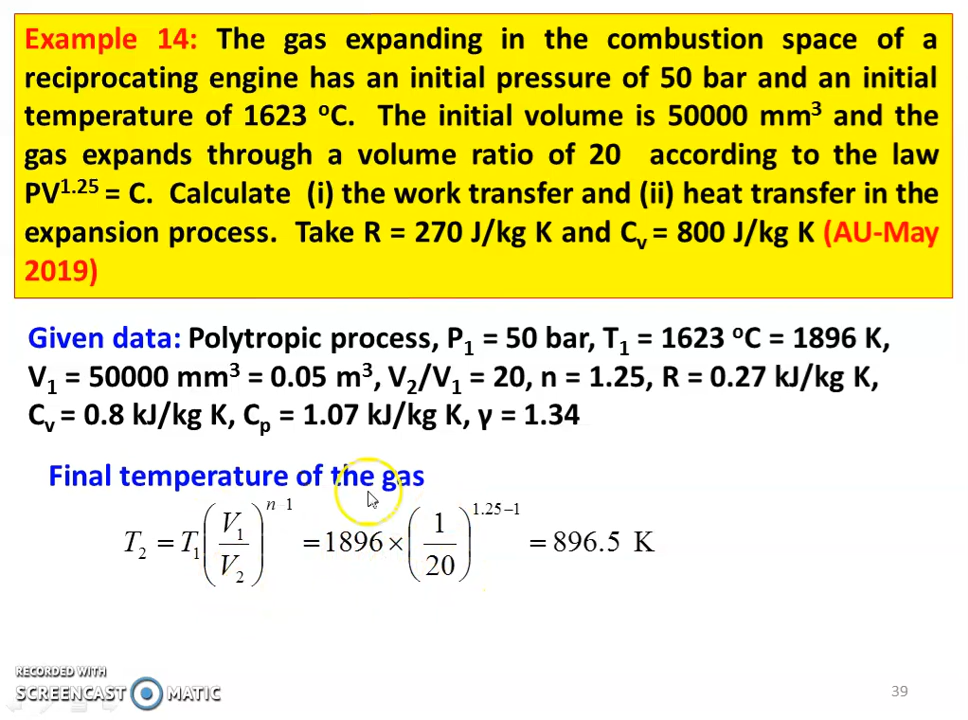 Example 14: The gas expanding in the combustion space of a
reciprocating engine has an initial pressure of 50 bar and an initial
temperature of 1623 ᵒC. The initial volume is 50000 mm³ and the
gas expands through a volume ratio of 20 according to the law
PV¹·²⁵ = C. Calculate (i) the work transfer and (ii) heat transfer in the
expansion process. Take R = 270 J/kg K and Cᵥ = 800 J/kg K (AU-May
2019)
Given data: Polytropic process, P₁ = 50 bar, T₁ = 1623 ᵒC = 1896 K,
V₁ = 50000 mm³ = 0.05 m³, V₂/V₁ = 20, n = 1.25, R = 0.27 kJ/kg K,
Cᵥ = 0.8 kJ/kg K, Cₚ = 1.07 kJ/kg K, γ = 1.34
Final temperature of the gas
T₂ = T₁ (V₁/V₂)ⁿ⁻¹ = 1896 × (1/20)¹·²⁵⁻¹ = 896.5 K
RECORDED WITH
SCREENCAST MATIC
39